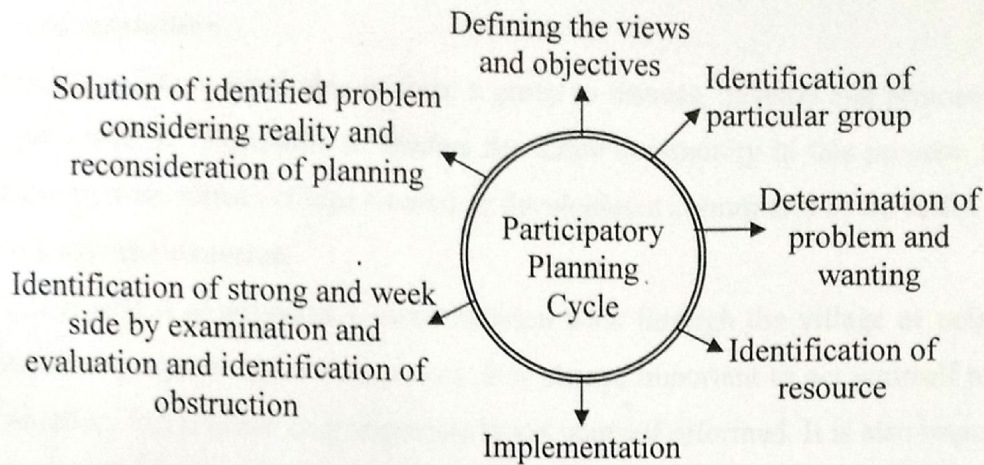 Defining the views
and objectives
Identification of
particular group
Determination of
problem and
wanting
Identification of
resource
Implementation
Identification of strong and week
side by examination and
evaluation and identification of
obstruction
Solution of identified problem
considering reality and
reconsideration of planning
Participatory
Planning
Cycle